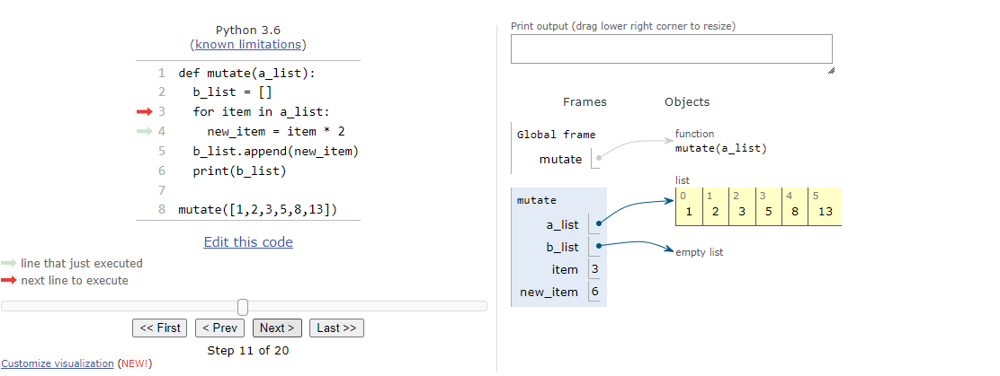 Python 3.6
(known limitations)
1 def mutate(a_list):
2   b_list = []
3   for item in a_list:
4     new_item = item * 2
5   b_list.append(new_item)
6   print(b_list)
7
8 mutate([1,2,3,5,8,13])
Edit this code
line that just executed
next line to execute
<< First
< Prev
Next >
Last >>
Step 11 of 20
Customize visualization (NEW!)
Print output (drag lower right corner to resize)
Frames
Objects
Global frame
mutate
function
mutate(a_list)
mutate
a_list
b_list
item 3
new_item 6
list
0 1 2 3 4 5
1 2 3 5 8 13
empty list